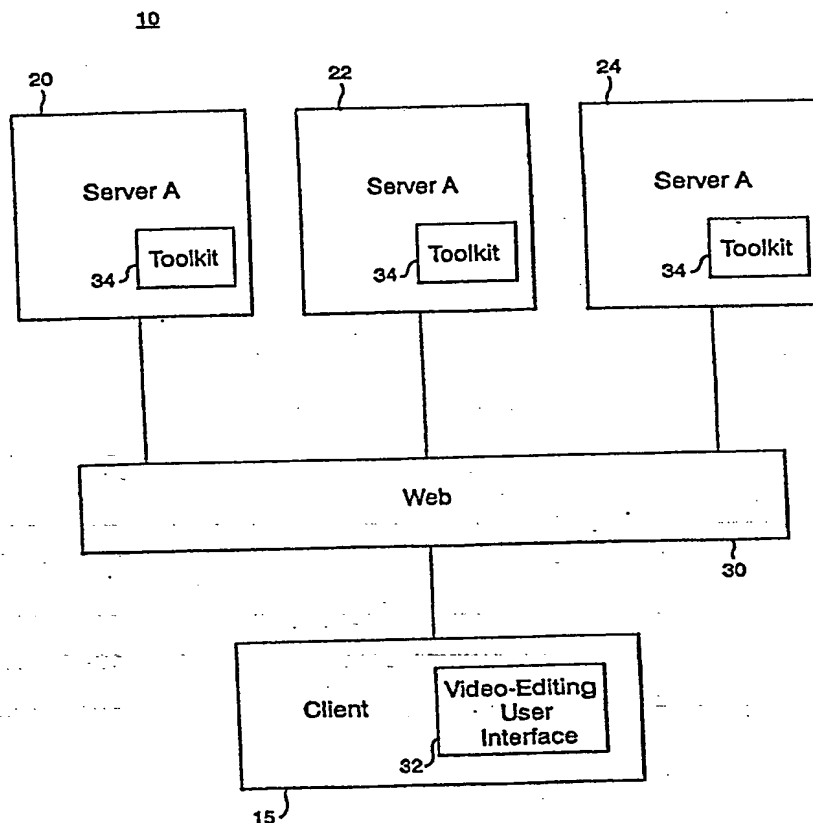 10
20
22
24
Server A
Server A
Server A
Toolkit
Toolkit
Toolkit
34
34
34
Web
30
Client
Video-Editing
User
Interface
32
15